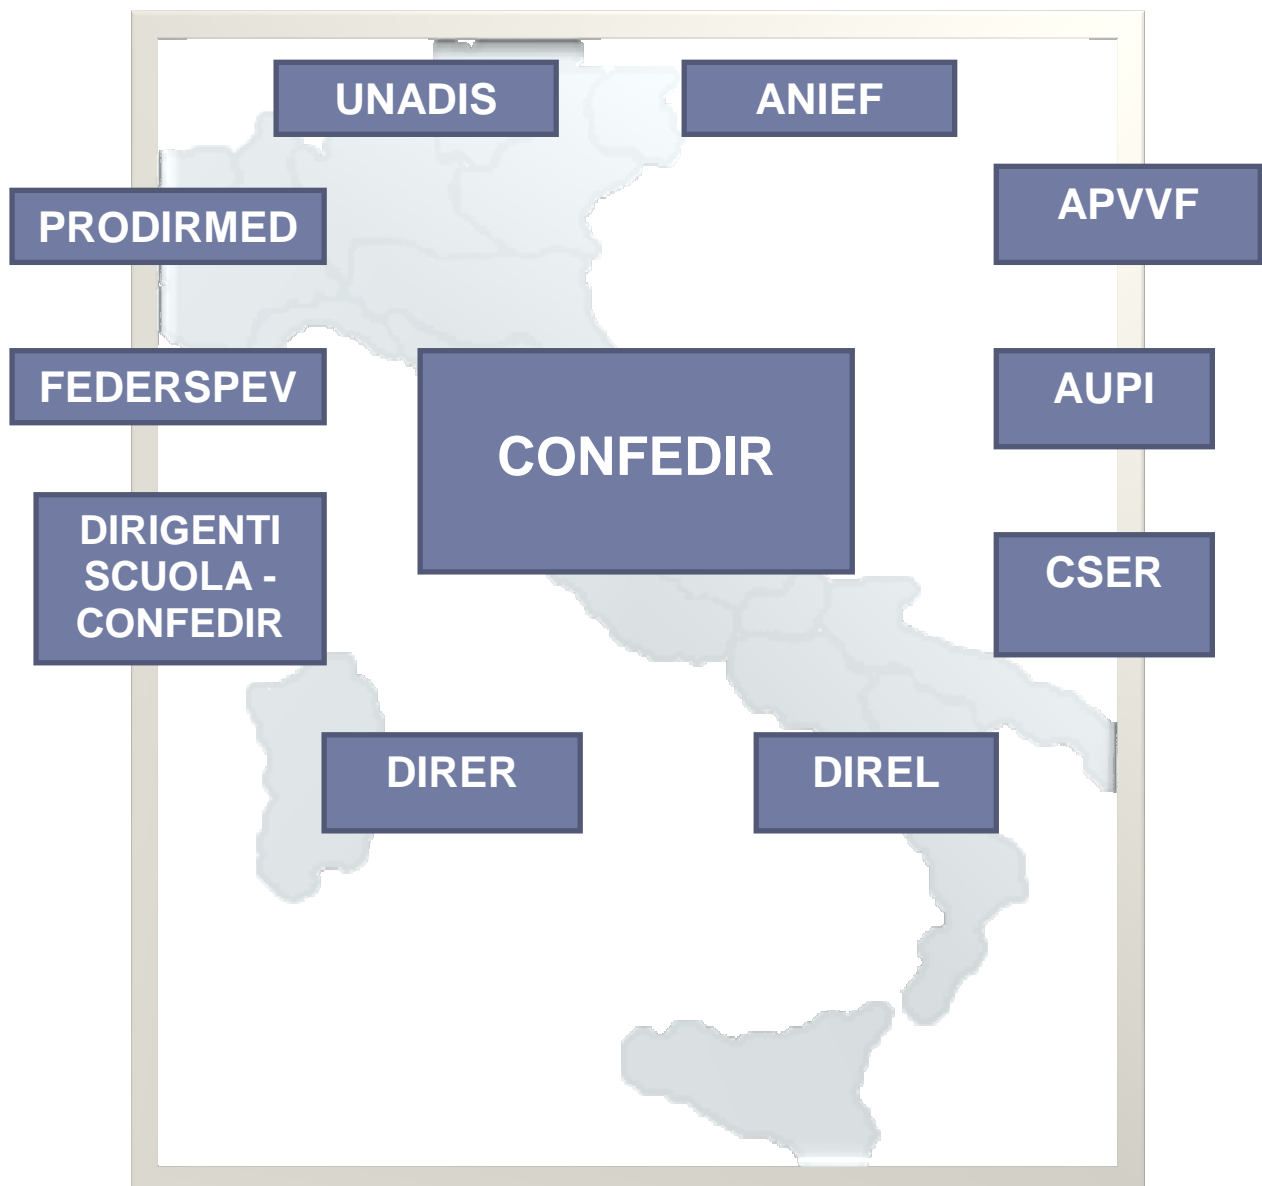 UNADIS
ANIEF
PRODIRMED
APVVF
FEDERSPEV
CONFEDIR
AUPI
DIRIGENTI
SCUOLA -
CONFEDIR
CSER
DIRER
DIREL